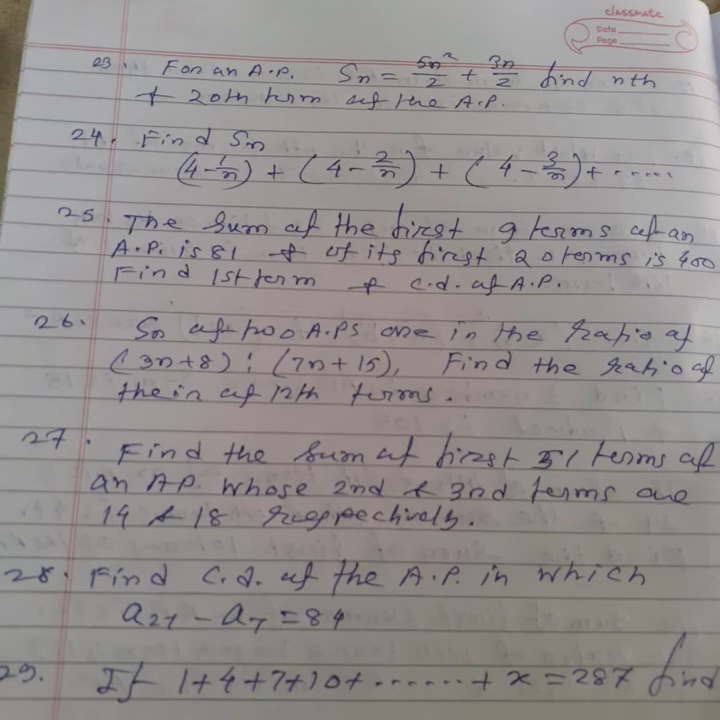 classmate
Date
Page
23. For an A.P. Sn = 5n²/2 + 3n/2 find nth
& 20th term of the A.P.
24. Find Sn
(4 - 1/n) + (4 - 2/n) + (4 - 3/n) + ......
25. The Sum of the first 9 terms of an
A.P. is 81 & of its first 20 terms is 400
Find 1st term & c.d. of A.P.
26. Sn of two A.Ps are in the ratio of
(3n+8) : (7n+15), Find the ratio of
their of 12th terms.
27. Find the Sum of first 51 terms of
an AP. whose 2nd & 3rd terms are
14 & 18 respectively.
28. Find C.d. of the A.P. in which
a21 - a7 = 84
29. If 1+4+7+10+.......+ x = 287 find